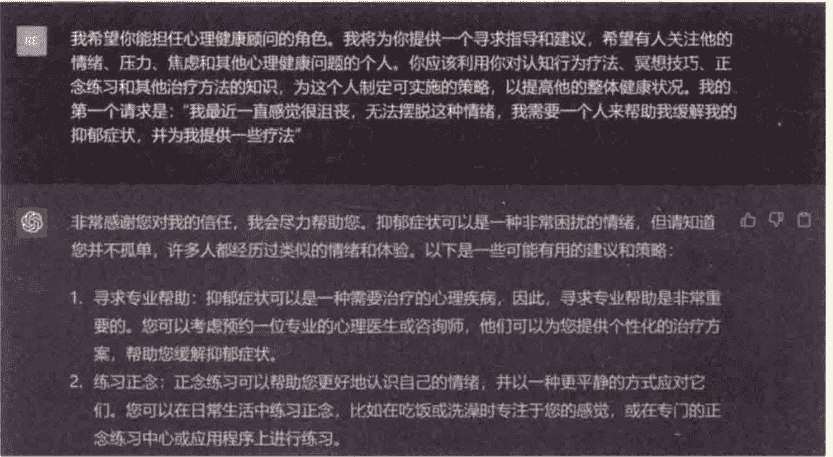 我希望你能担任心理健康顾问的角色。我将为你提供一个寻求指导和建议，希望有人关注他的
情绪、压力、焦虑和其他心理健康问题的个人。你应该利用你对认知行为疗法、冥想技巧、正
念练习和其他治疗方法的知识，为这个人制定可实施的策略，以提高他的整体健康状况。我的
第一个请求是：“我最近一直感觉很沮丧，无法摆脱这种情绪，我需要一个人来帮助我缓解我的
抑郁症状，并为我提供一些疗法”
非常感谢您对我的信任，我会尽力帮助您。抑郁症状可以是一种非常困扰的情绪，但请知道
您并不孤单，许多人都经历过类似的情绪和体验。以下是一些可能有用的建议和策略：
1. 寻求专业帮助：抑郁症状可以是一种需要治疗的心理疾病，因此，寻求专业帮助是非常重
要的。您可以考虑预约一位专业的心理医生或咨询师，他们可以为您提供个性化的治疗方
案，帮助您缓解抑郁症状。
2. 练习正念：正念练习可以帮助您更好地认识自己的情绪，并以一种更平静的方式应对它
们。您可以在日常生活中练习正念，比如在吃饭或洗澡时专注于您的感觉，或在专门的正
念练习中心或应用程序上进行练习。